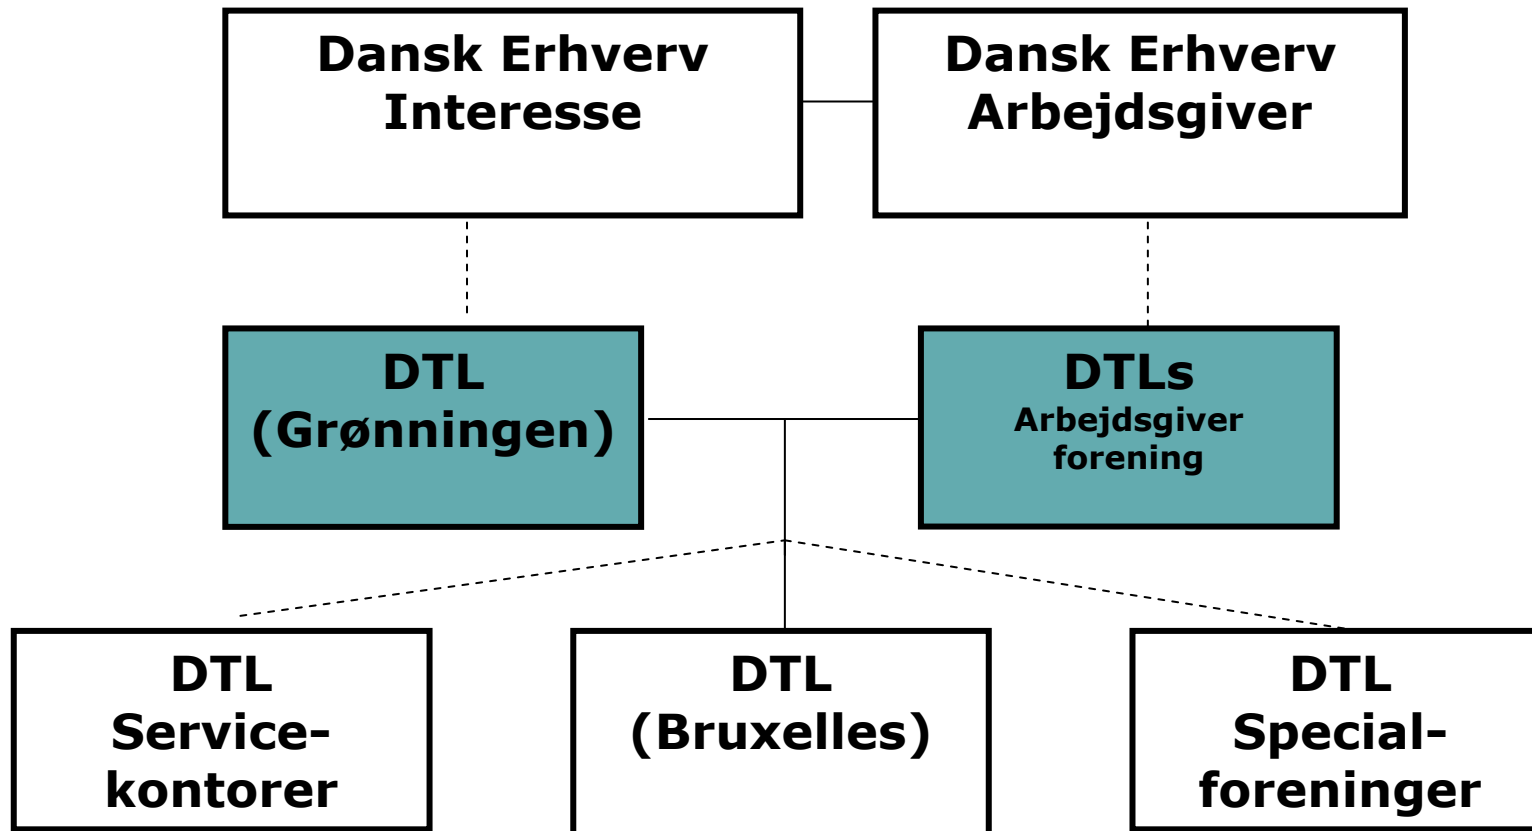 Dansk Erhverv
Interesse
Dansk Erhverv
Arbejdsgiver
DTL
(Grønningen)
DTLs
Arbejdsgiver
forening
DTL
Service-
kontorer
DTL
(Bruxelles)
DTL
Special-
foreninger